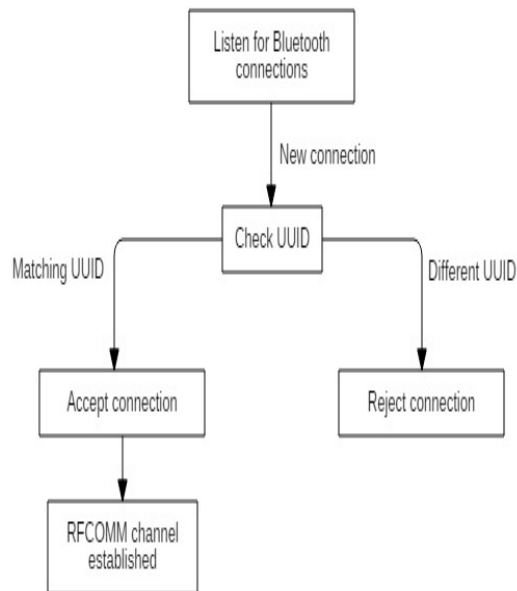 Listen for Bluetooth
connections
New connection
Check UUID
Matching UUID
Different UUID
Accept connection
Reject connection
RFCOMM channel
established